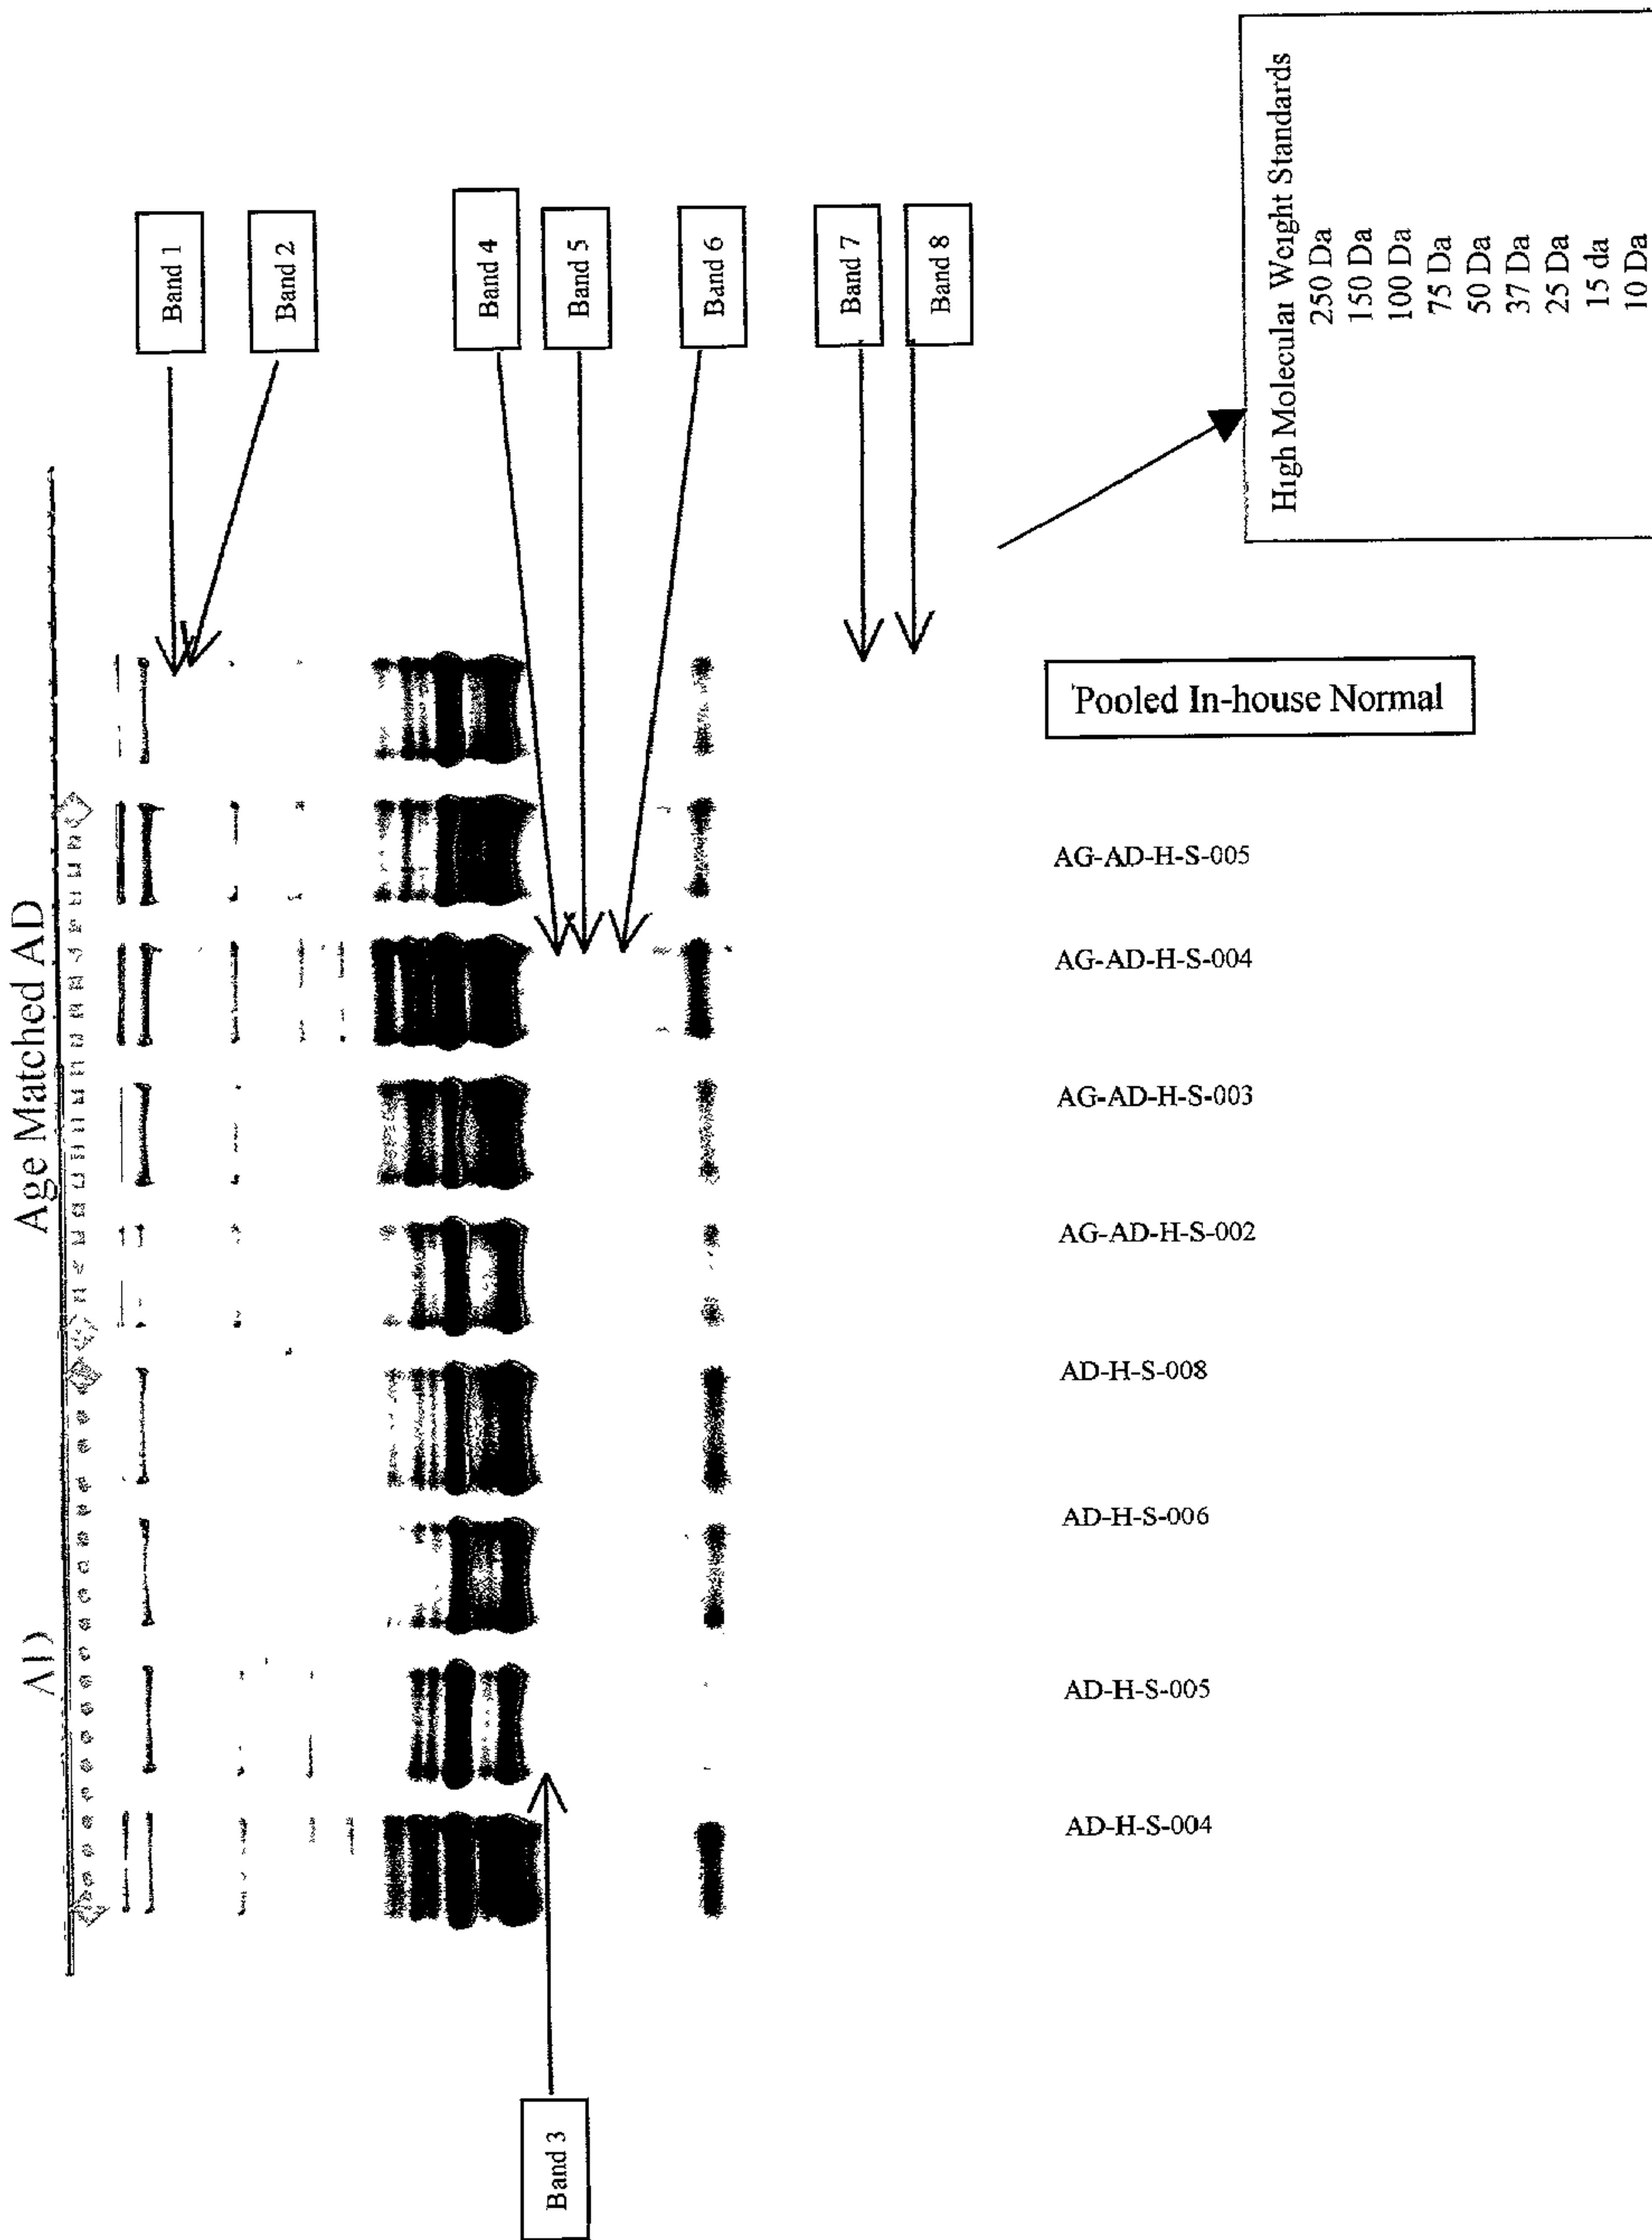 Age Matched AD
AD
Band 1
Band 2
Band 4
Band 5
Band 6
Band 7
Band 8
Band 3
Pooled In-house Normal
AG-AD-H-S-005
AG-AD-H-S-004
AG-AD-H-S-003
AG-AD-H-S-002
AD-H-S-008
AD-H-S-006
AD-H-S-005
AD-H-S-004
High Molecular Weight Standards
250 Da
150 Da
100 Da
75 Da
50 Da
37 Da
25 Da
15 da
10 Da